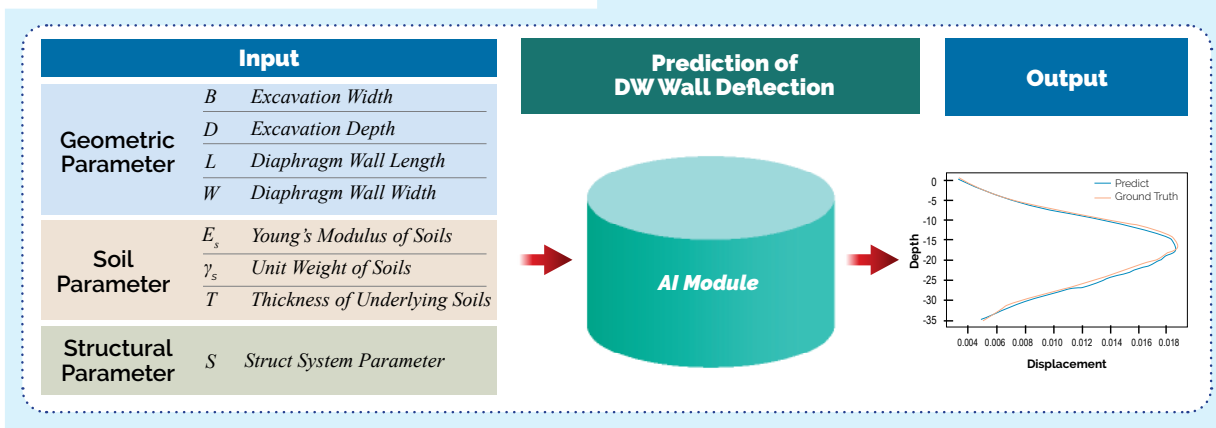 Input
Geometric
Parameter
B Excavation Width
D Excavation Depth
L Diaphragm Wall Length
W Diaphragm Wall Width
Soil
Parameter
E_s Young's Modulus of Soils
γ_s Unit Weight of Soils
T Thickness of Underlying Soils
Structural
Parameter
S Struct System Parameter
Prediction of
DW Wall Deflection
AI Module
Output
Predict
Ground Truth
0
-5
-10
-15
-20
-25
-30
-35
Depth
0.004 0.006 0.008 0.010 0.012 0.014 0.016 0.018
Displacement